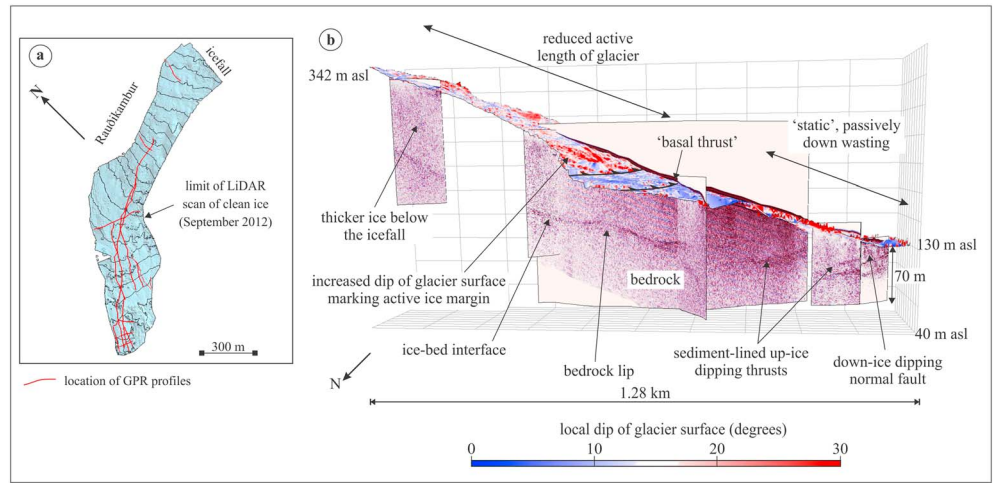 a
N
Rauðikambur
icefall
limit of LiDAR
scan of clean ice
(September 2012)
300 m
location of GPR profiles
b
reduced active
length of glacier
342 m asl
'basal thrust'
'static', passively
down wasting
thicker ice below
the icefall
130 m asl
70 m
increased dip of glacier surface
marking active ice margin
bedrock
40 m asl
ice-bed interface
bedrock lip
sediment-lined up-ice
dipping thrusts
down-ice dipping
normal fault
N
1.28 km
local dip of glacier surface (degrees)
0 10 20 30